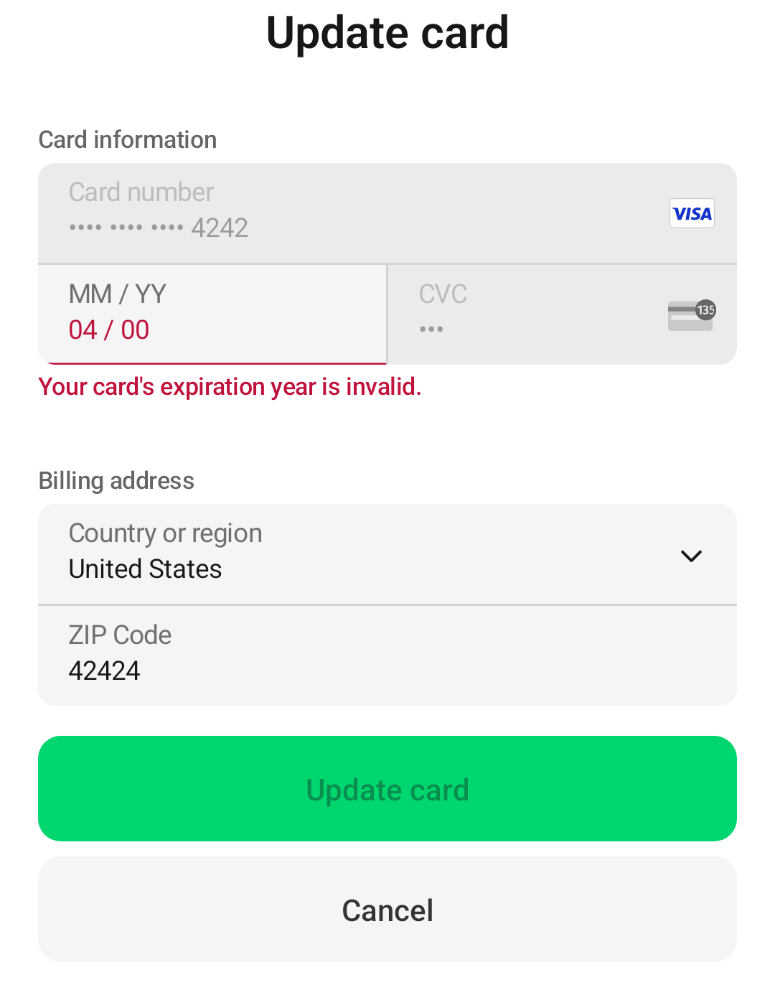 Update card
Card information
Card number
•••• •••• •••• 4242
VISA
MM / YY
04 / 00
CVC
•••
135
Your card's expiration year is invalid.
Billing address
Country or region
United States
ZIP Code
42424
Update card
Cancel